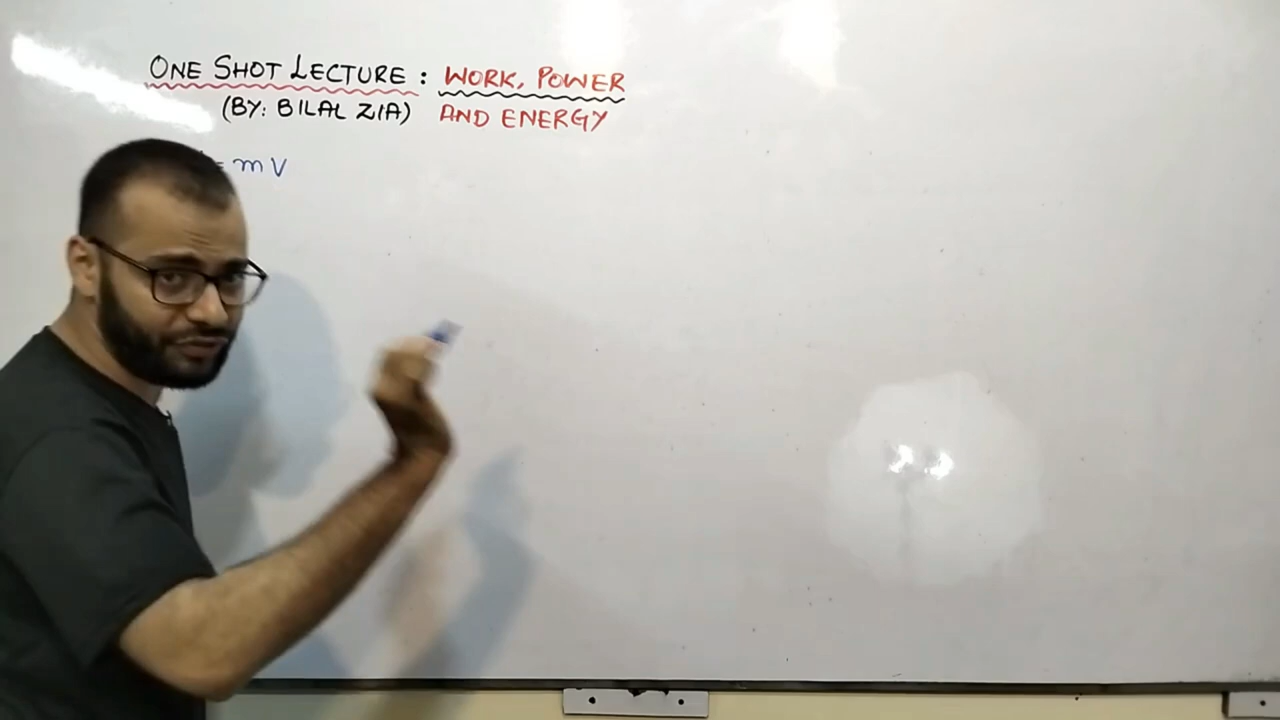 ONE SHOT LECTURE : WORK, POWER
(BY: BILAL ZIA) AND ENERGY
= mV